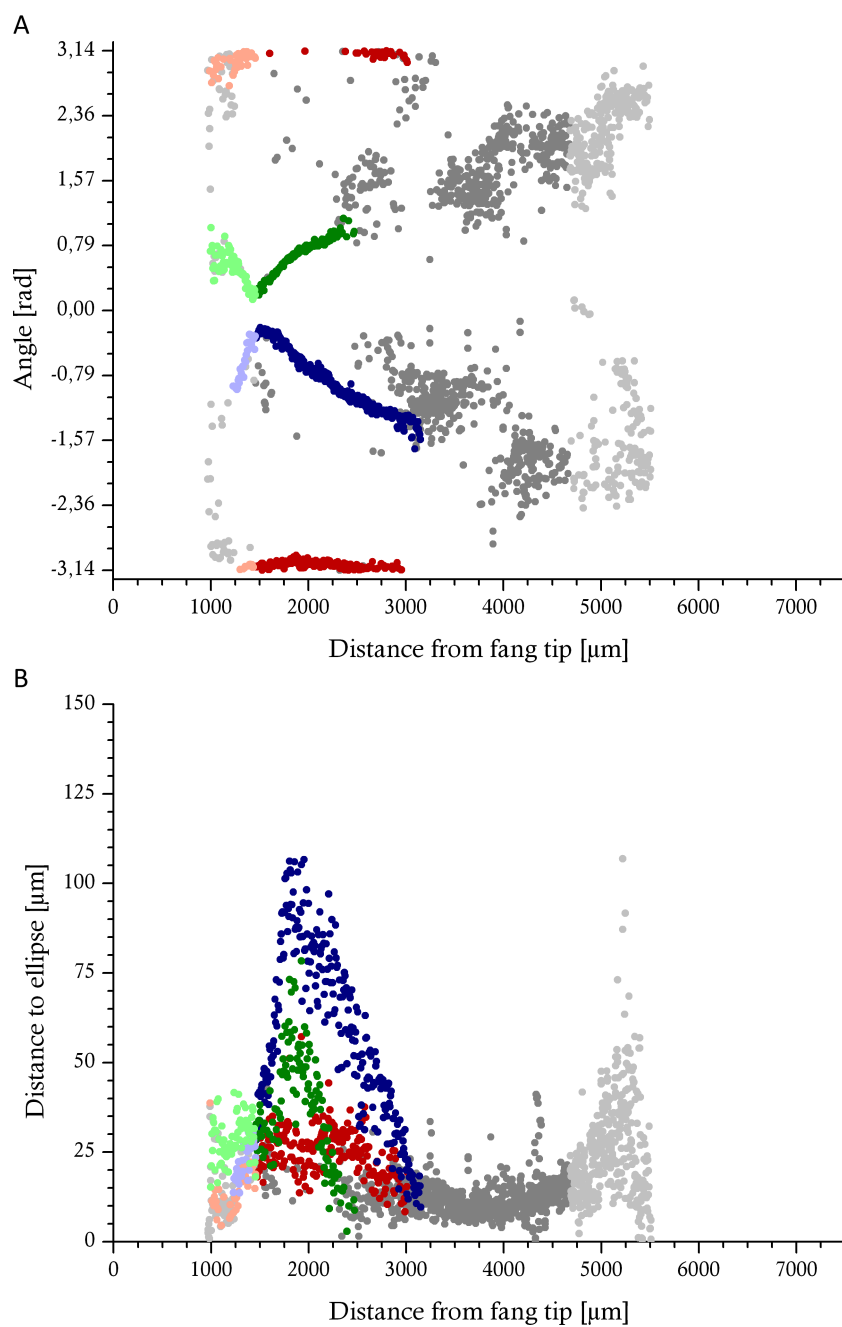 A
3,14
2,36
1,57
0,79
0,00
-0,79
-1,57
-2,36
-3,14
Angle [rad]
0 1000 2000 3000 4000 5000 6000 7000
Distance from fang tip [µm]
B
150
125
100
75
50
25
0
Distance to ellipse [µm]
0 1000 2000 3000 4000 5000 6000 7000
Distance from fang tip [µm]